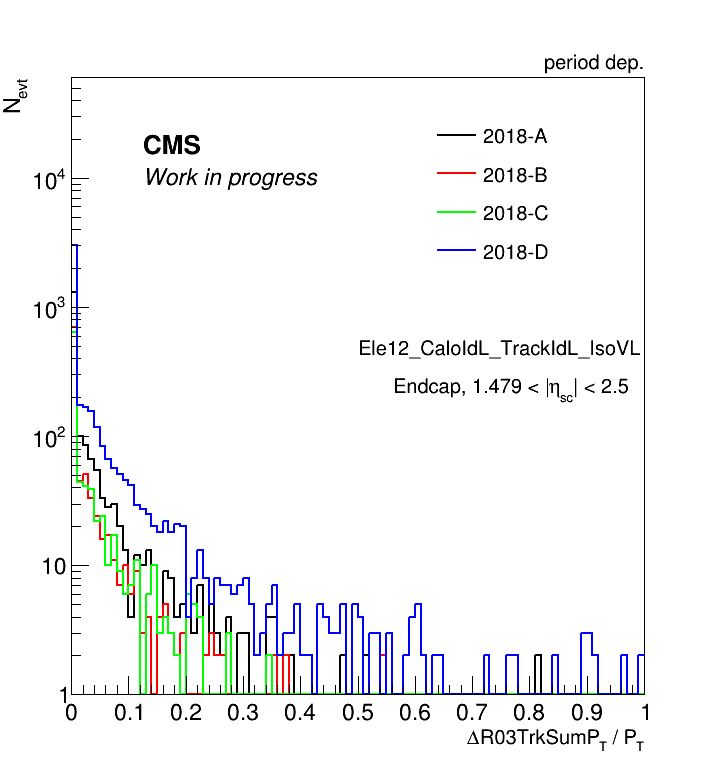 period dep.
N_evt
CMS
Work in progress
2018-A
2018-B
2018-C
2018-D
Ele12_CaloIdL_TrackIdL_IsoVL
Endcap, 1.479 < |η_sc| < 2.5
10^4
10^3
10^2
10
1
0 0.1 0.2 0.3 0.4 0.5 0.6 0.7 0.8 0.9 1
ΔR03TrkSumP_T / P_T